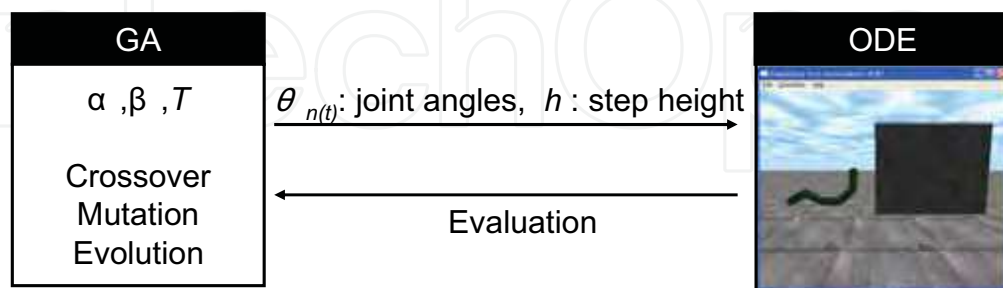 GA
α ,β ,T
Crossover
Mutation
Evolution
θ n(t): joint angles, h : step height
Evaluation
ODE